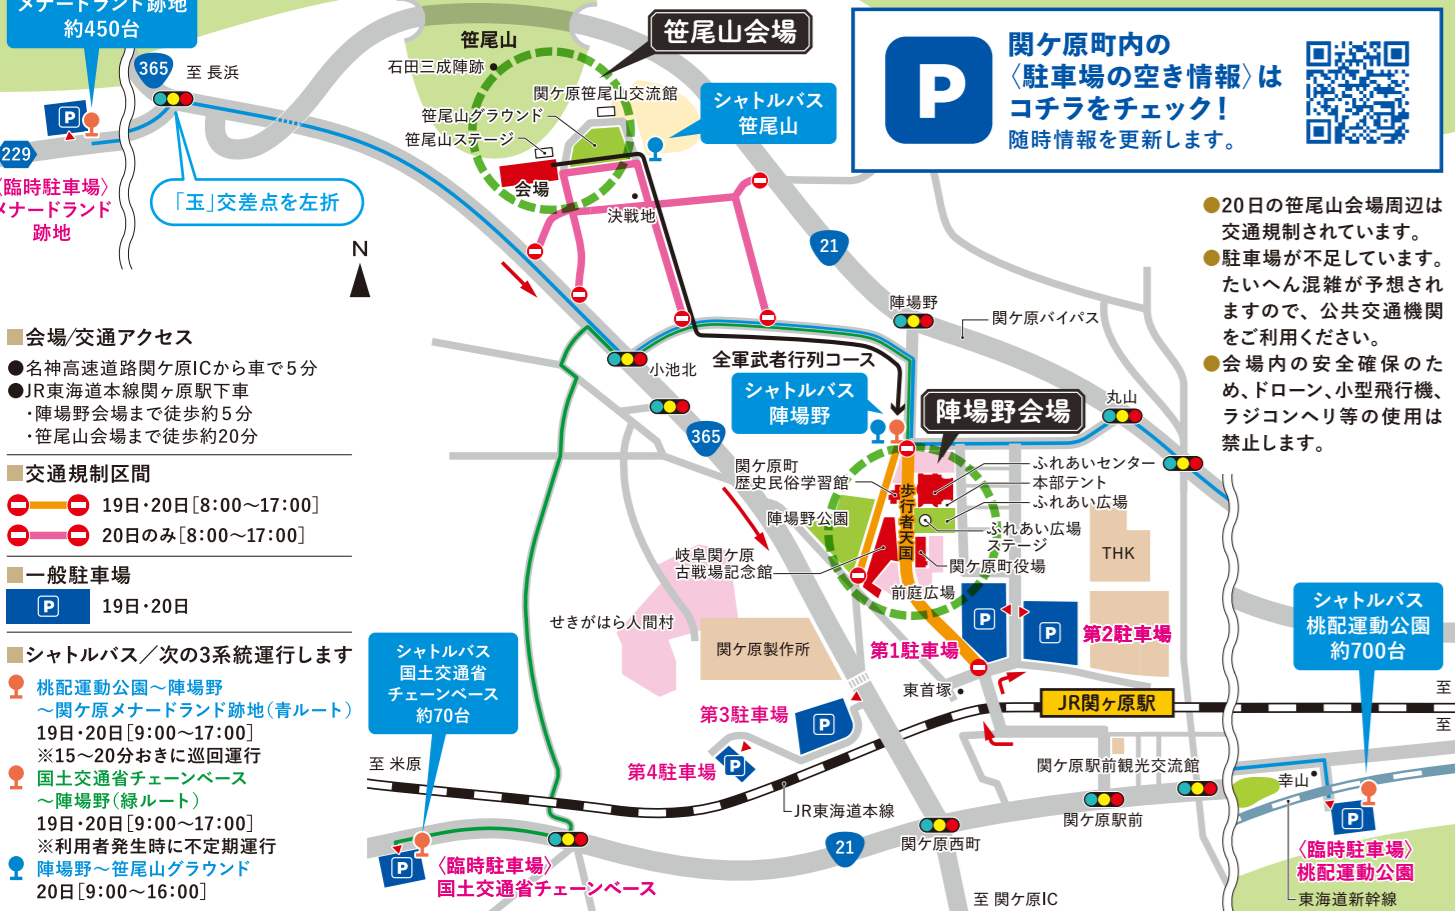 メナードランド跡地
約450台
365
至 長浜
229
〈臨時駐車場〉
メナードランド
跡地
「玉」交差点を左折
N
笹尾山
石田三成陣跡
笹尾山会場
関ケ原笹尾山交流館
笹尾山グラウンド
笹尾山ステージ
会場
決戦地
シャトルバス
笹尾山
P
関ケ原町内の
〈駐車場の空き情報〉は
コチラをチェック！
随時情報を更新します。
●20日の笹尾山会場周辺は
交通規制されています。
●駐車場が不足しています。
たいへん混雑が予想され
ますので、公共交通機関
をご利用ください。
●会場内の安全確保のた
め、ドローン、小型飛行機、
ラジコンヘリ等の使用は
禁止します。
■会場/交通アクセス
●名神高速道路関ケ原ICから車で5分
●JR東海道本線関ヶ原駅下車
・陣場野会場まで徒歩約5分
・笹尾山会場まで徒歩約20分
■交通規制区間
19日・20日［8：00〜17：00］
20日のみ［8：00〜17：00］
■一般駐車場
P 19日・20日
■シャトルバス／次の3系統運行します
桃配運動公園〜陣場野
〜関ケ原メナードランド跡地（青ルート）
19日・20日［9：00〜17：00］
※15〜20分おきに巡回運行
国土交通省チェーンベース
〜陣場野（緑ルート）
19日・20日［9：00〜17：00］
※利用者発生時に不定期運行
陣場野〜笹尾山グラウンド
20日［9：00〜16：00］
21
陣場野
関ケ原バイパス
小池北
全軍武者行列コース
シャトルバス
陣場野
陣場野会場
丸山
365
関ケ原町
歴史民俗学習館
陣場野公園
岐阜関ケ原
古戦場記念館
歩行者天国
ふれあいセンター
本部テント
ふれあい広場
ふれあい広場
ステージ
関ケ原町役場
前庭広場
THK
せきがはら人間村
関ケ原製作所
第1駐車場
P
P
第2駐車場
東首塚
JR関ヶ原駅
至
至
シャトルバス
桃配運動公園
約700台
シャトルバス
国土交通省
チェーンベース
約70台
第3駐車場
P
第4駐車場
P
至 米原
JR東海道本線
関ケ原駅前観光交流館
関ケ原駅前
幸山
P
P
〈臨時駐車場〉
国土交通省チェーンベース
21
関ケ原西町
至 関ケ原IC
〈臨時駐車場〉
桃配運動公園
東海道新幹線
P